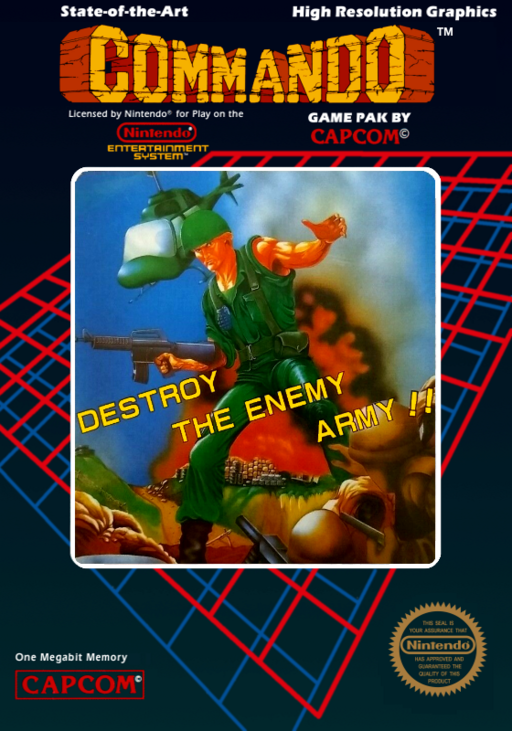 State-of-the-Art
High Resolution Graphics
COMMANDO™
Licensed by Nintendo® for Play on the
Nintendo®
ENTERTAINMENT
SYSTEM™
GAME PAK BY
CAPCOM©
DESTROY
THE ENEMY
ARMY !!
One Megabit Memory
CAPCOM©
THIS SEAL IS
YOUR ASSURANCE THAT
Nintendo
HAS APPROVED AND
GUARANTEED THE
QUALITY OF THIS
PRODUCT